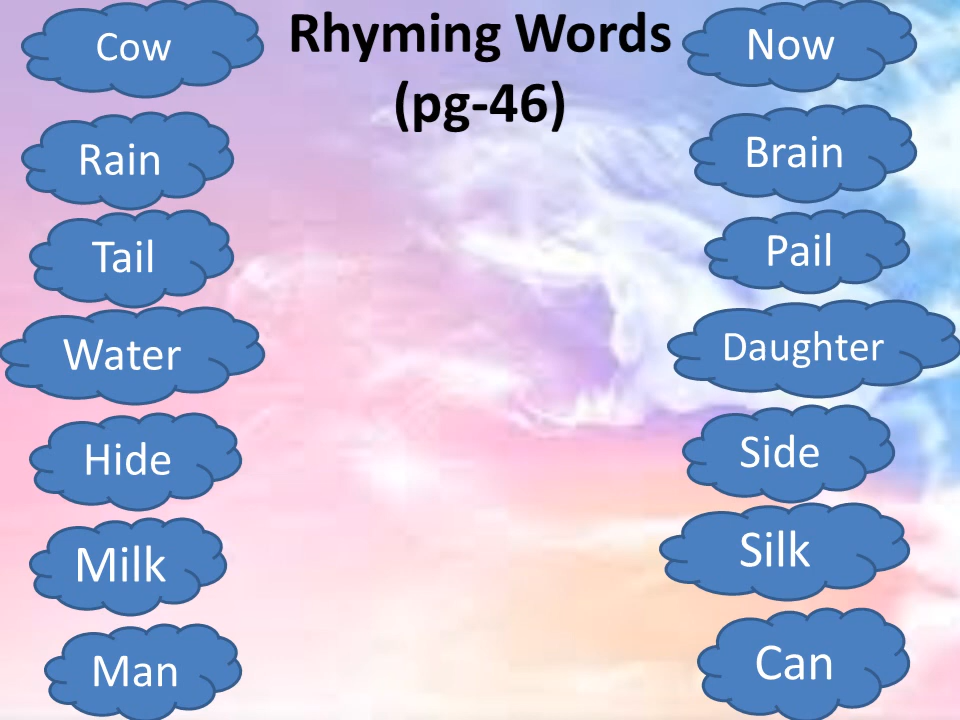 Rhyming Words
(pg-46)
Cow
Now
Rain
Brain
Tail
Pail
Water
Daughter
Hide
Side
Milk
Silk
Man
Can